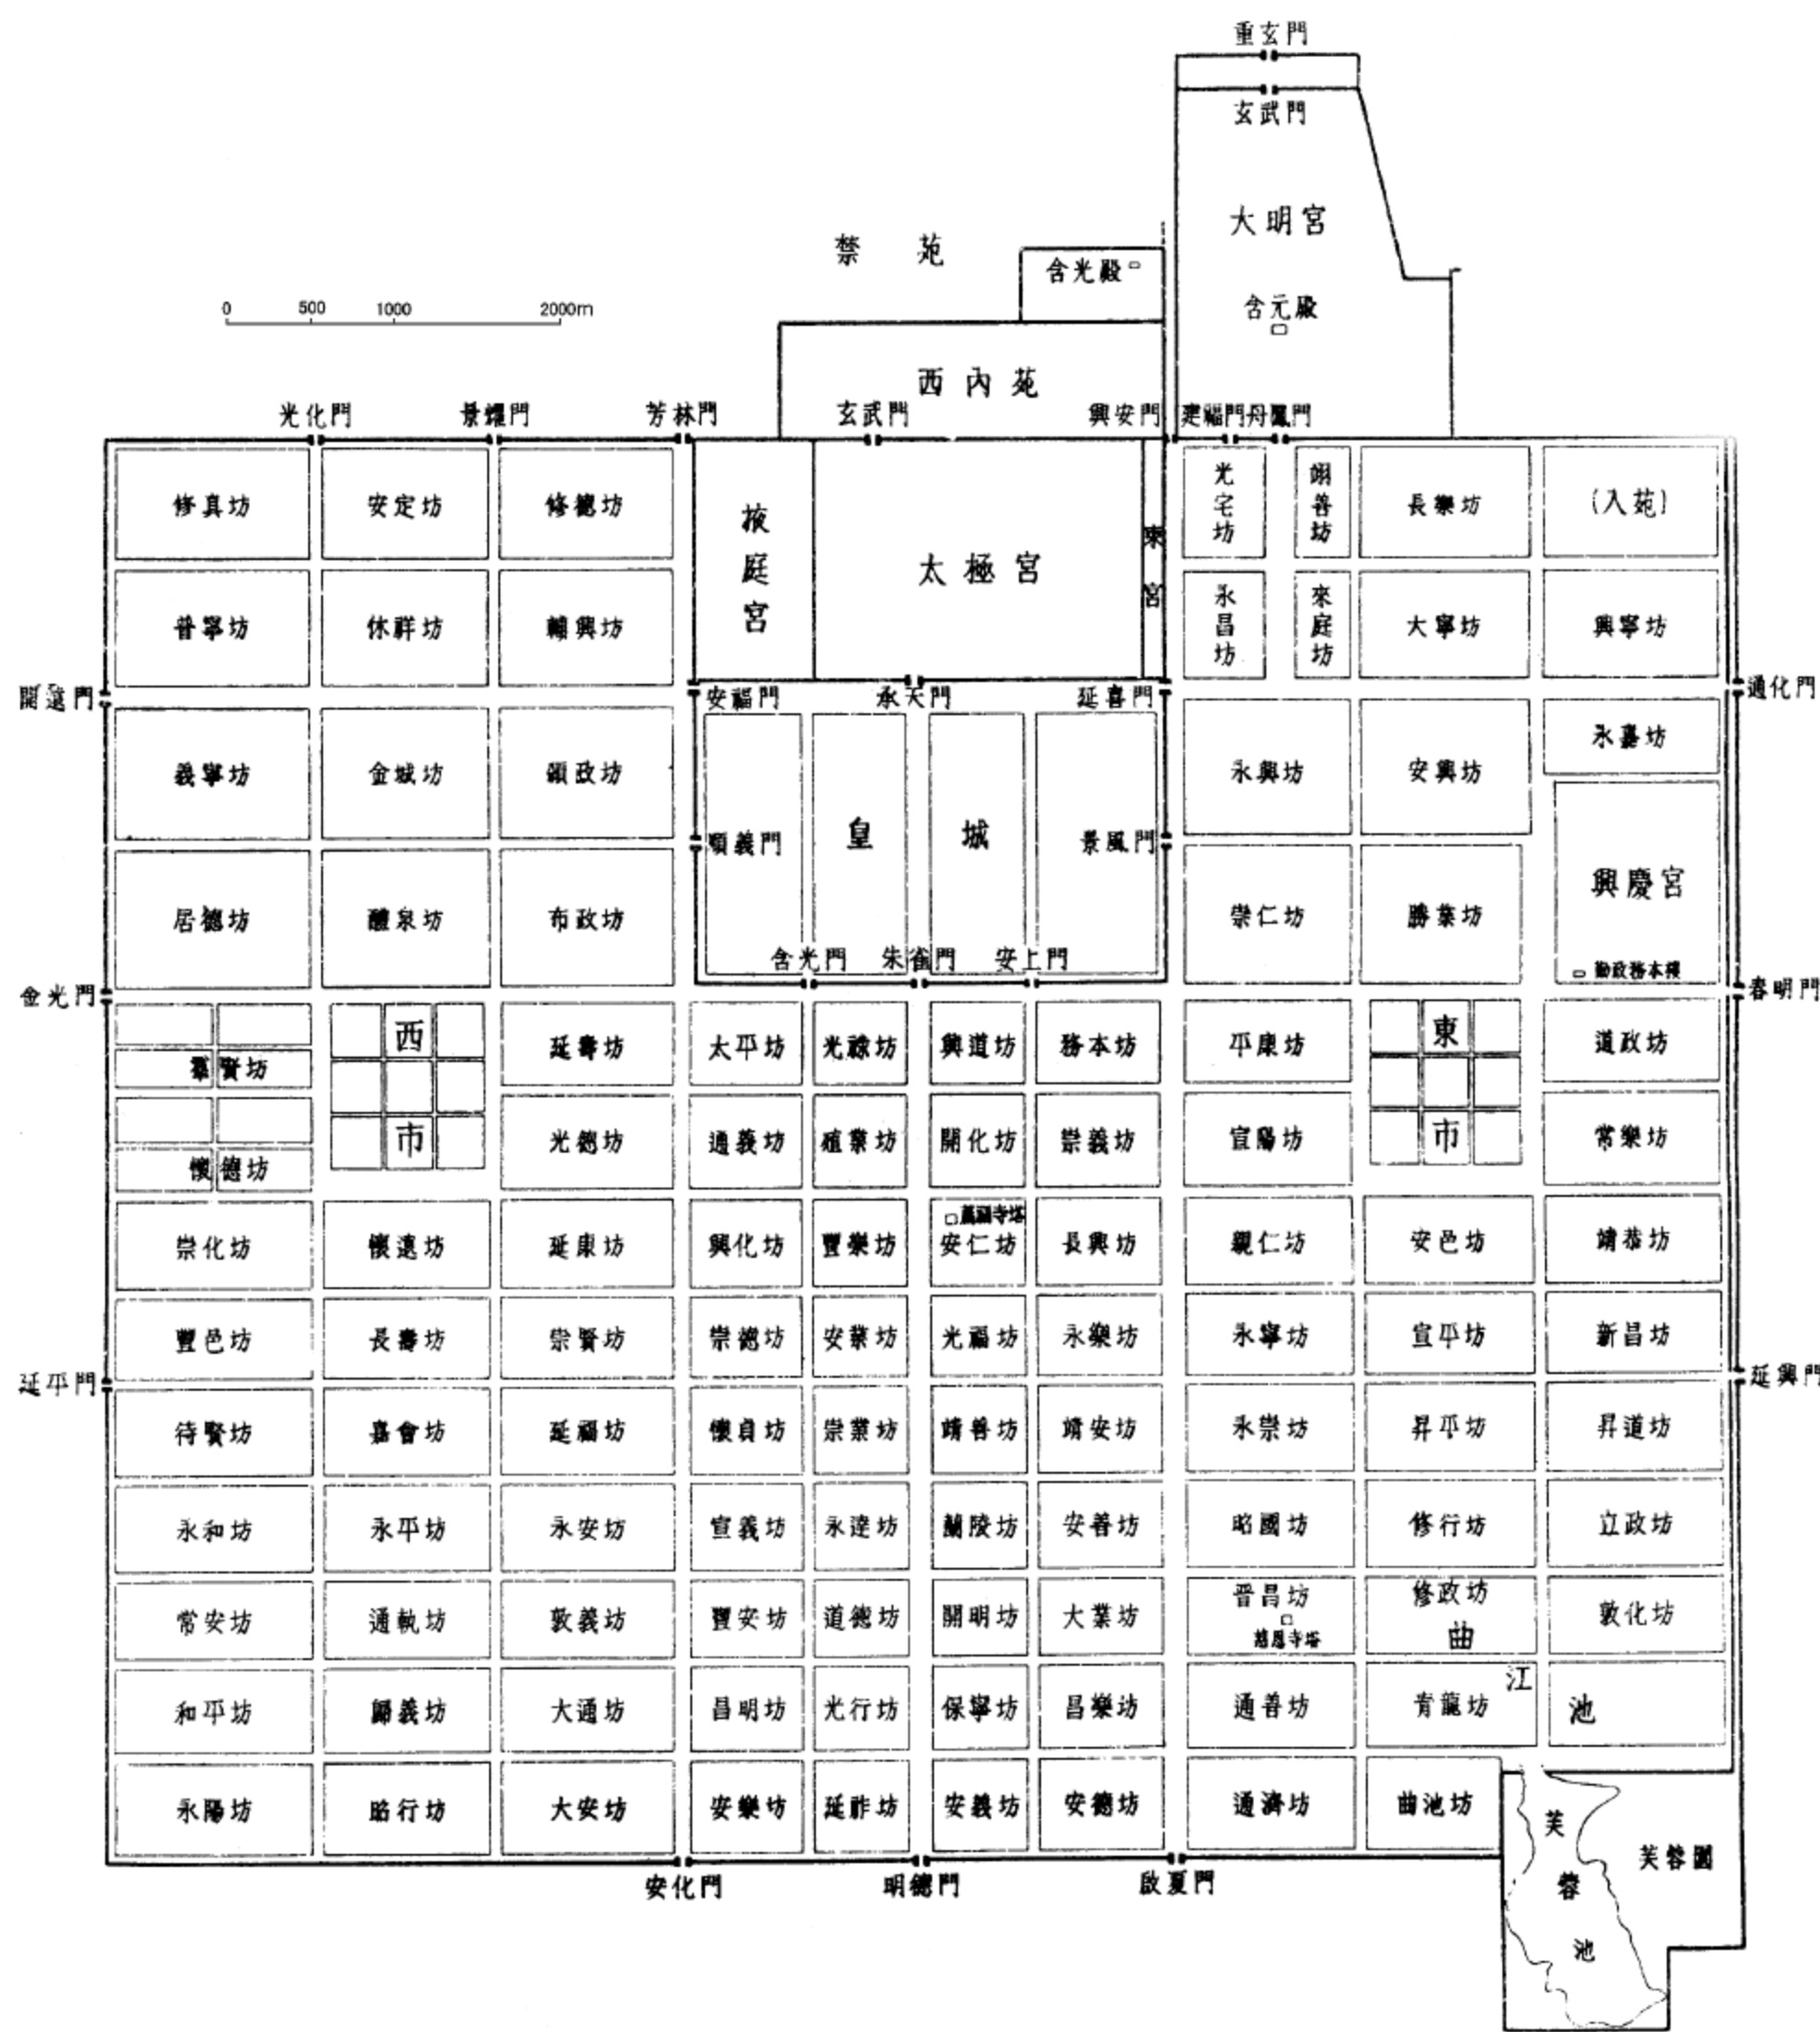 重玄門
玄武門
大明宮
禁 苑
含光殿
含元殿
0 500 1000 2000m
西內苑
光化門 景耀門 芳林門 玄武門 興安門 建福門 丹鳳門
修真坊 安定坊 修德坊 掖庭宮 太極宮 東宮 光宅坊 翊善坊 長樂坊 (入苑)
普寧坊 休祥坊 輔興坊 永昌坊 來庭坊 大寧坊 興寧坊
開遠門 安福門 承天門 延喜門 通化門
義寧坊 金城坊 頒政坊 永興坊 安興坊 永嘉坊
順義門 皇城 景風門
居德坊 醴泉坊 布政坊 崇仁坊 勝業坊 興慶宮
勤政務本樓
含光門 朱雀門 安上門
金光門 春明門
羣賢坊 西市 延壽坊 太平坊 光祿坊 興道坊 務本坊 平康坊 東市 道政坊
懷德坊 光德坊 通義坊 殖業坊 開化坊 崇義坊 宣陽坊 常樂坊
薦福寺塔
崇化坊 懷遠坊 延康坊 興化坊 豐樂坊 安仁坊 長興坊 親仁坊 安邑坊 靖恭坊
豐邑坊 長壽坊 崇賢坊 崇德坊 安業坊 光福坊 永樂坊 永寧坊 宣平坊 新昌坊
延平門 延興門
待賢坊 嘉會坊 延福坊 懷貞坊 崇業坊 靖善坊 靖安坊 永崇坊 昇平坊 昇道坊
永和坊 永平坊 永安坊 宣義坊 永達坊 蘭陵坊 安善坊 昭國坊 修行坊 立政坊
常安坊 通軌坊 敦義坊 豐安坊 道德坊 開明坊 大業坊 晋昌坊 修政坊 敦化坊
慈恩寺塔
曲江池
和平坊 歸義坊 大通坊 昌明坊 光行坊 保寧坊 昌樂坊 通善坊 青龍坊
永陽坊 昭行坊 大安坊 安樂坊 延祚坊 安義坊 安德坊 通濟坊 曲池坊
芙蓉池
芙蓉園
安化門 明德門 啟夏門